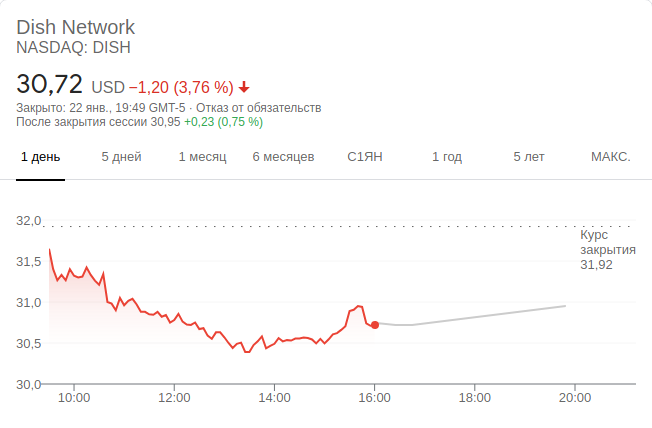 Dish Network
NASDAQ: DISH
30,72 USD −1,20 (3,76 %)
Закрыто: 22 янв., 19:49 GMT-5 · Отказ от обязательств
После закрытия сессии 30,95 +0,23 (0,75 %)
1 день 5 дней 1 месяц 6 месяцев С1ЯН 1 год 5 лет МАКС.
32,0
Курс
закрытия
31,92
31,5
31,0
30,5
30,0
10:00 12:00 14:00 16:00 18:00 20:00